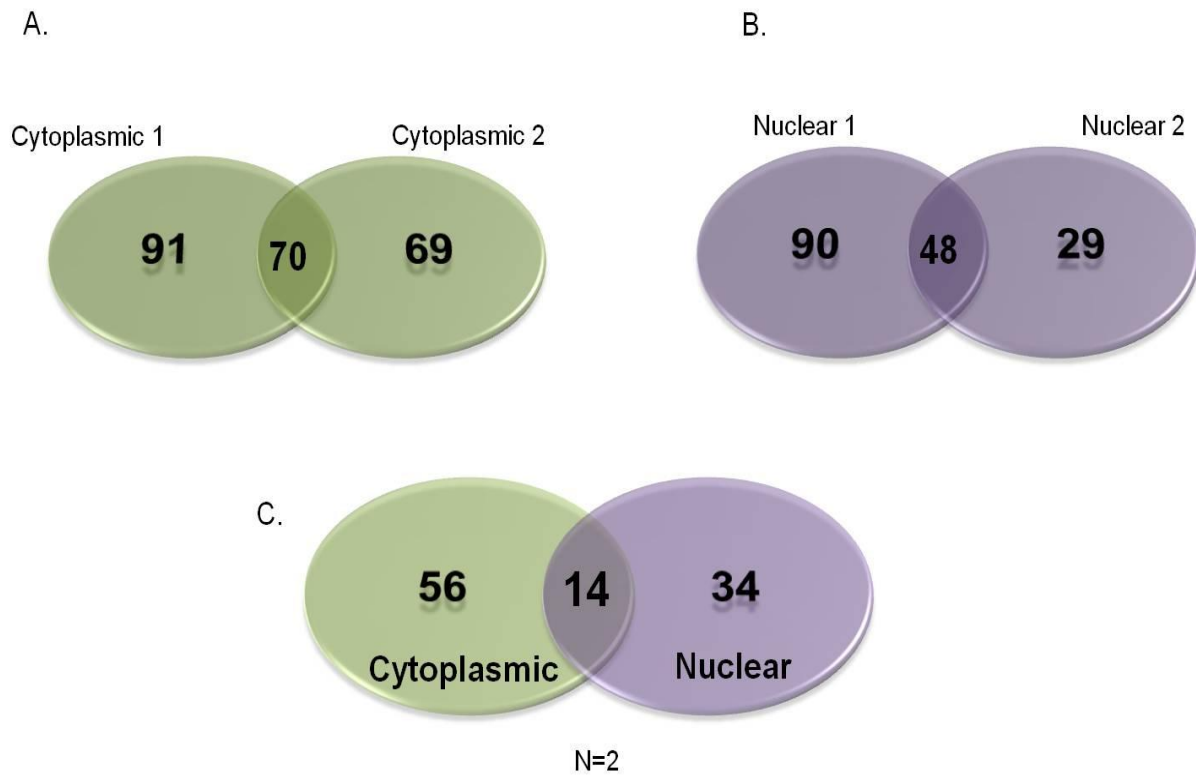 A.
B.
Cytoplasmic 1
Cytoplasmic 2
Nuclear 1
Nuclear 2
91
70
69
90
48
29
C.
56
14
34
Cytoplasmic
Nuclear
N=2